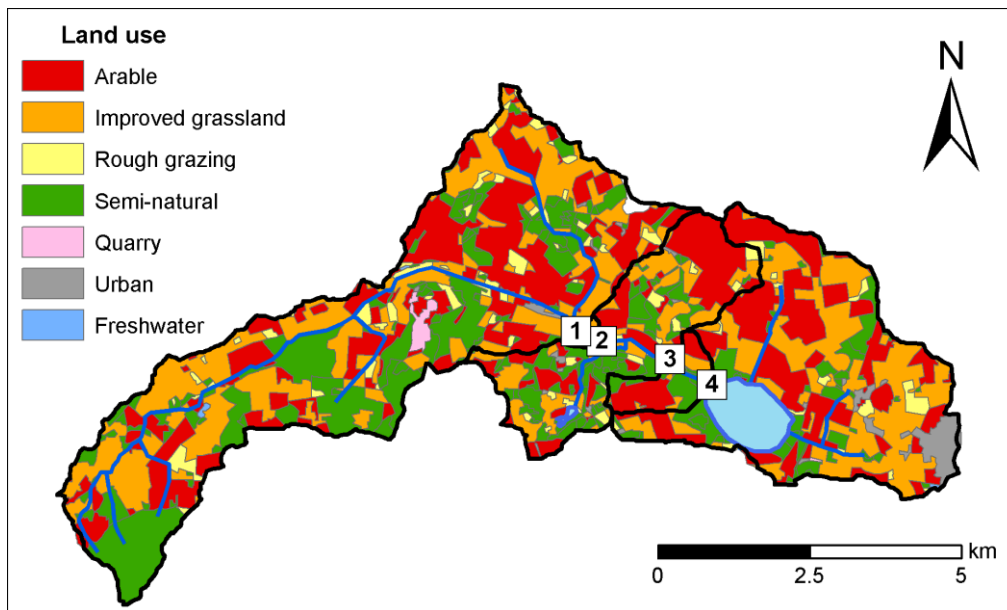 Land use
Arable
Improved grassland
Rough grazing
Semi-natural
Quarry
Urban
Freshwater
N
1
2
3
4
km
0
2.5
5